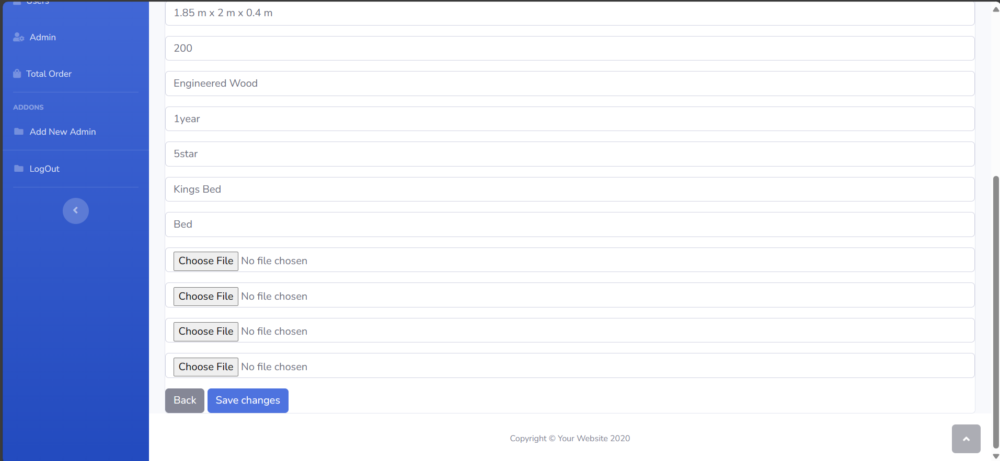 Users
Admin
Total Order
ADDONS
Add New Admin
LogOut
1.85 m x 2 m x 0.4 m
200
Engineered Wood
1year
5star
Kings Bed
Bed
Choose File No file chosen
Choose File No file chosen
Choose File No file chosen
Choose File No file chosen
Back Save changes
Copyright © Your Website 2020